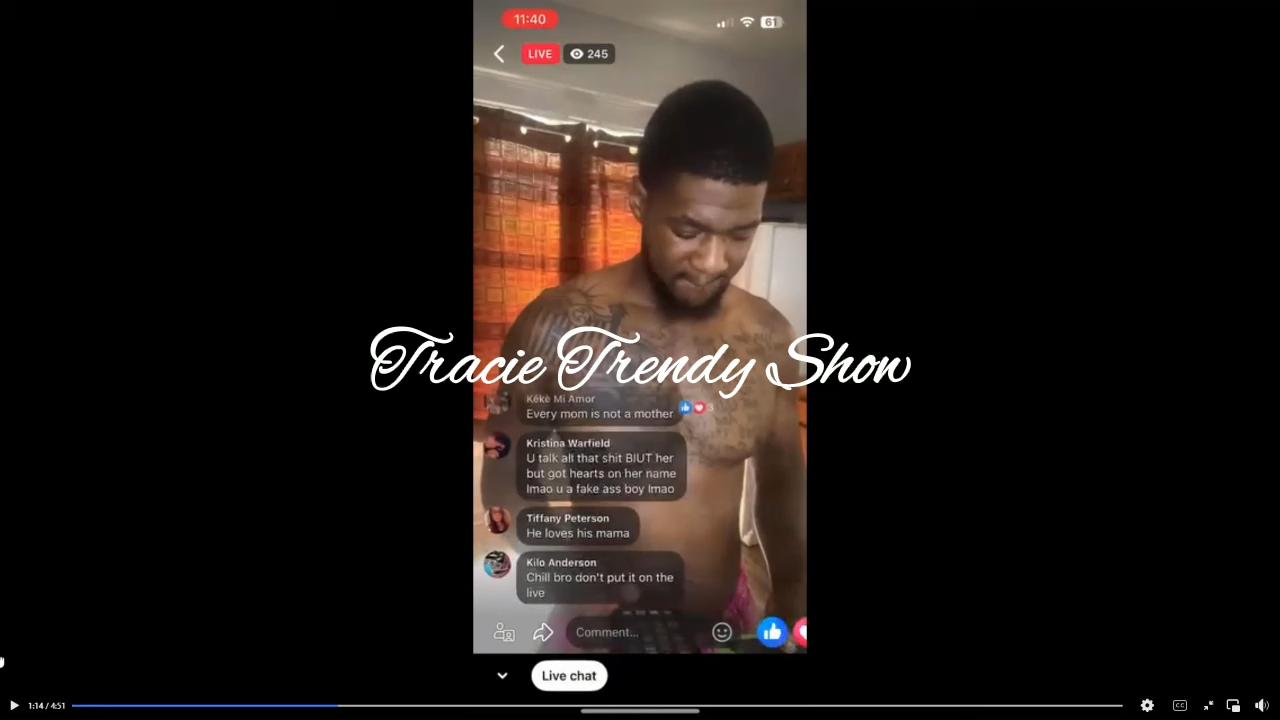 11:40
61
LIVE
245
Tracie Trendy Show
Kéké Mi Amor
Every mom is not a mother
3
Kristina Warfield
U talk all that shit BIUT her
but got hearts on her name
lmao u a fake ass boy lmao
Tiffany Peterson
He loves his mama
Kilo Anderson
Chill bro don't put it on the
live
Comment...
Live chat
1:14 / 4:51
CC